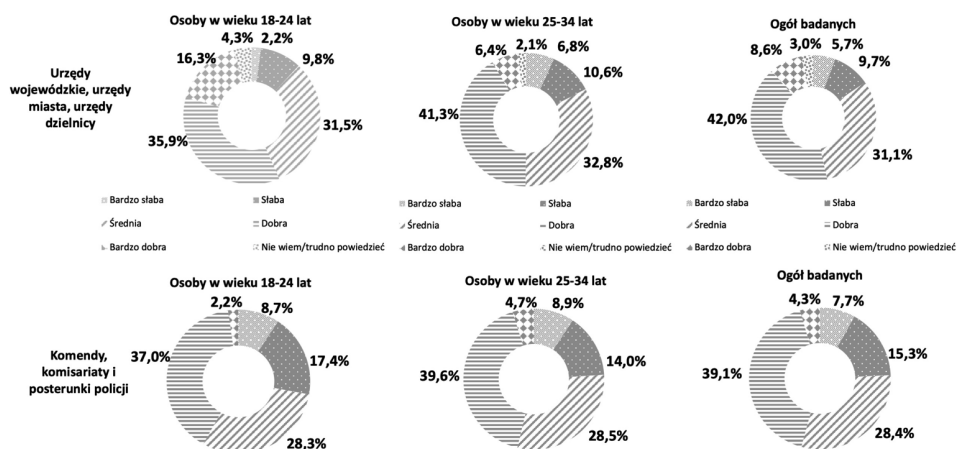 Osoby w wieku 18-24 lat
4,3%
2,2%
16,3%
9,8%
35,9%
31,5%
Osoby w wieku 25-34 lat
6,4%
2,1%
6,8%
10,6%
41,3%
32,8%
Ogół badanych
8,6%
3,0%
5,7%
9,7%
42,0%
31,1%
Urzędy
wojewódzkie, urzędy
miasta, urzędy
dzielnicy
Bardzo słaba
Słaba
Średnia
Dobra
Bardzo dobra
Nie wiem/trudno powiedzieć
Bardzo słaba
Słaba
Średnia
Dobra
Bardzo dobra
Nie wiem/trudno powiedzieć
Bardzo słaba
Słaba
Średnia
Dobra
Bardzo dobra
Nie wiem/trudno powiedzieć
Osoby w wieku 18-24 lat
2,2%
8,7%
37,0%
17,4%
28,3%
Osoby w wieku 25-34 lat
4,7%
8,9%
39,6%
14,0%
28,5%
Ogół badanych
4,3%
7,7%
39,1%
15,3%
28,4%
Komendy,
komisariaty i
posterunki policji